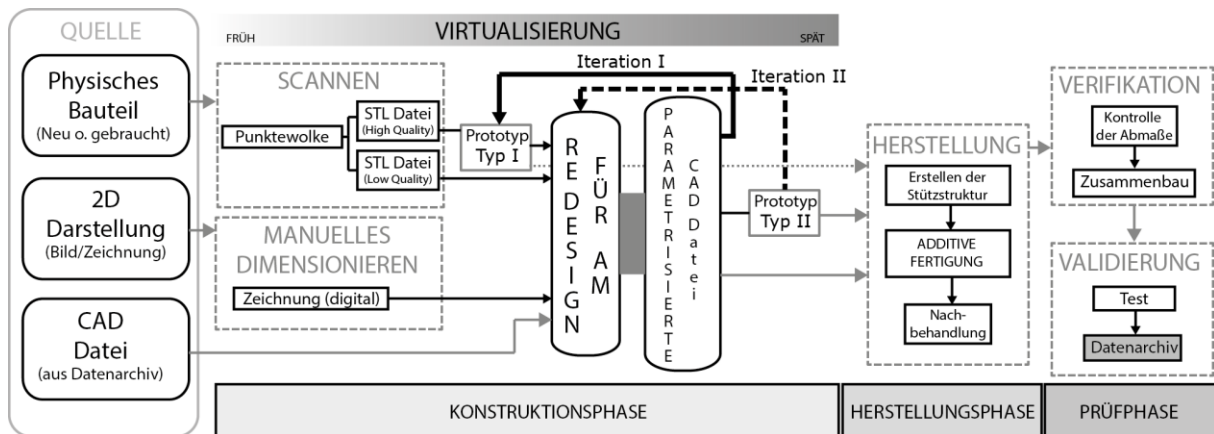 QUELLE
Physisches
Bauteil
(Neu o. gebraucht)
2D
Darstellung
(Bild/Zeichnung)
CAD
Datei
(aus Datenarchiv)
VIRTUALISIERUNG
FRÜH
SPÄT
SCANNEN
Punktewolke
STL Datei
(High Quality)
STL Datei
(Low Quality)
MANUELLES
DIMENSIONIEREN
Zeichnung (digital)
Iteration I
Iteration II
Prototyp
Typ I
REDESIGN
FÜR AM
PARAMETRISIERTE
CAD Datei
Prototyp
Typ II
HERSTELLUNG
Erstellen der
Stützstruktur
ADDITIVE
FERTIGUNG
Nach-
behandlung
VERIFIKATION
Kontrolle
der Abmaße
Zusammenbau
VALIDIERUNG
Test
Datenarchiv
KONSTRUKTIONSPHASE
HERSTELLUNGSPHASE
PRÜFPHASE